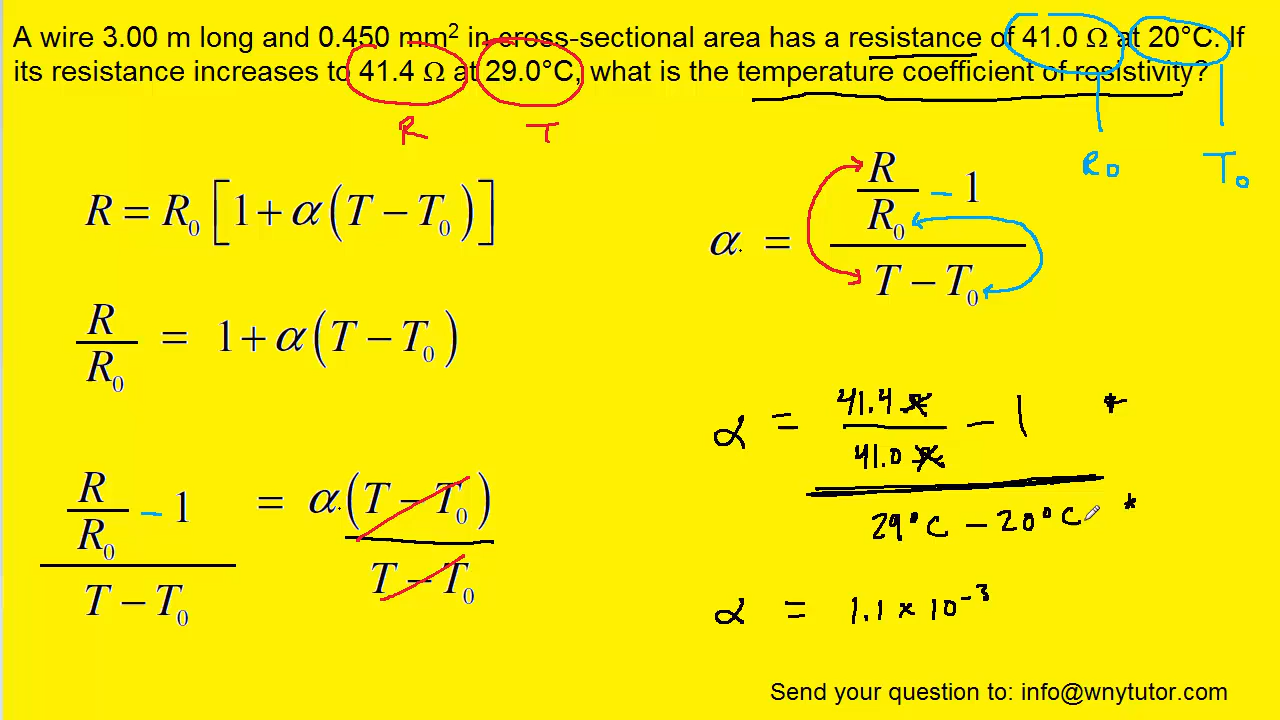 A wire 3.00 m long and 0.450 mm² in cross-sectional area has a resistance of 41.0 Ω at 20°C. If
its resistance increases to 41.4 Ω at 29.0°C, what is the temperature coefficient of resistivity?
R T
R₀ T₀
R = R₀ [1 + α (T − T₀)]
R/R₀ = 1 + α (T − T₀)
(R/R₀ − 1)/(T − T₀) = α (T − T₀)/(T − T₀)
α = (R/R₀ − 1)/(T − T₀)
α = (41.4 Ω/41.0 Ω − 1)/(29°C − 20°C) * *
α = 1.1 × 10⁻³
Send your question to: info@wnytutor.com